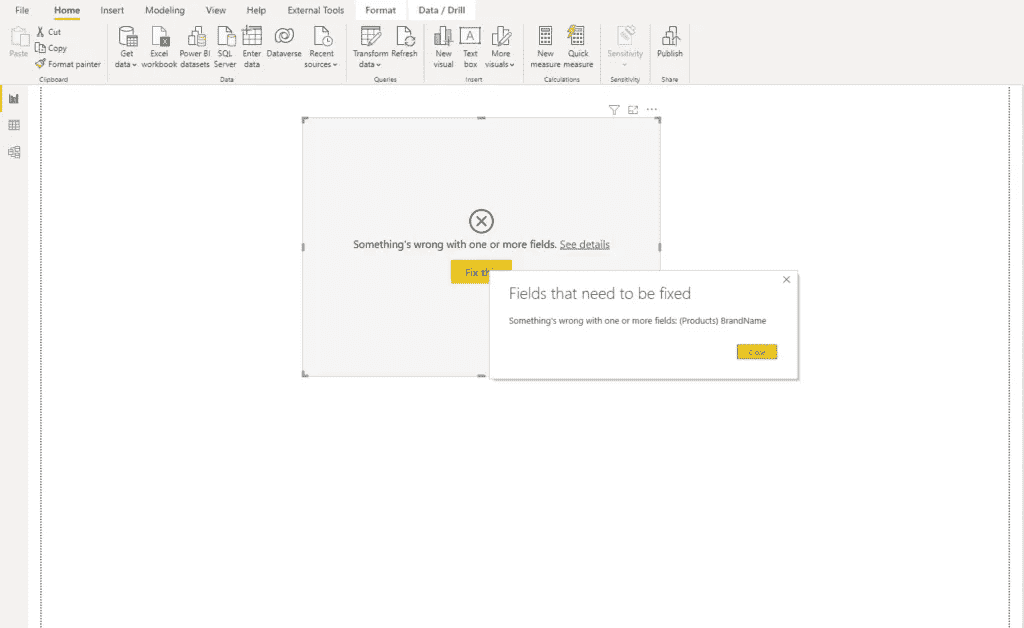 File Home Insert Modeling View Help External Tools Format Data / Drill
Paste
Cut
Copy
Format painter
Clipboard
Get data
Excel workbook
Power BI datasets
SQL Server
Enter data
Dataverse
Recent sources
Data
Transform data
Refresh
Queries
New visual
A
Text box
More visuals
Insert
New measure
Quick measure
Calculations
Sensitivity
Sensitivity
Publish
Share
Something's wrong with one or more fields. See details
Fix th
Fields that need to be fixed
Something's wrong with one or more fields: (Products) BrandName
Close